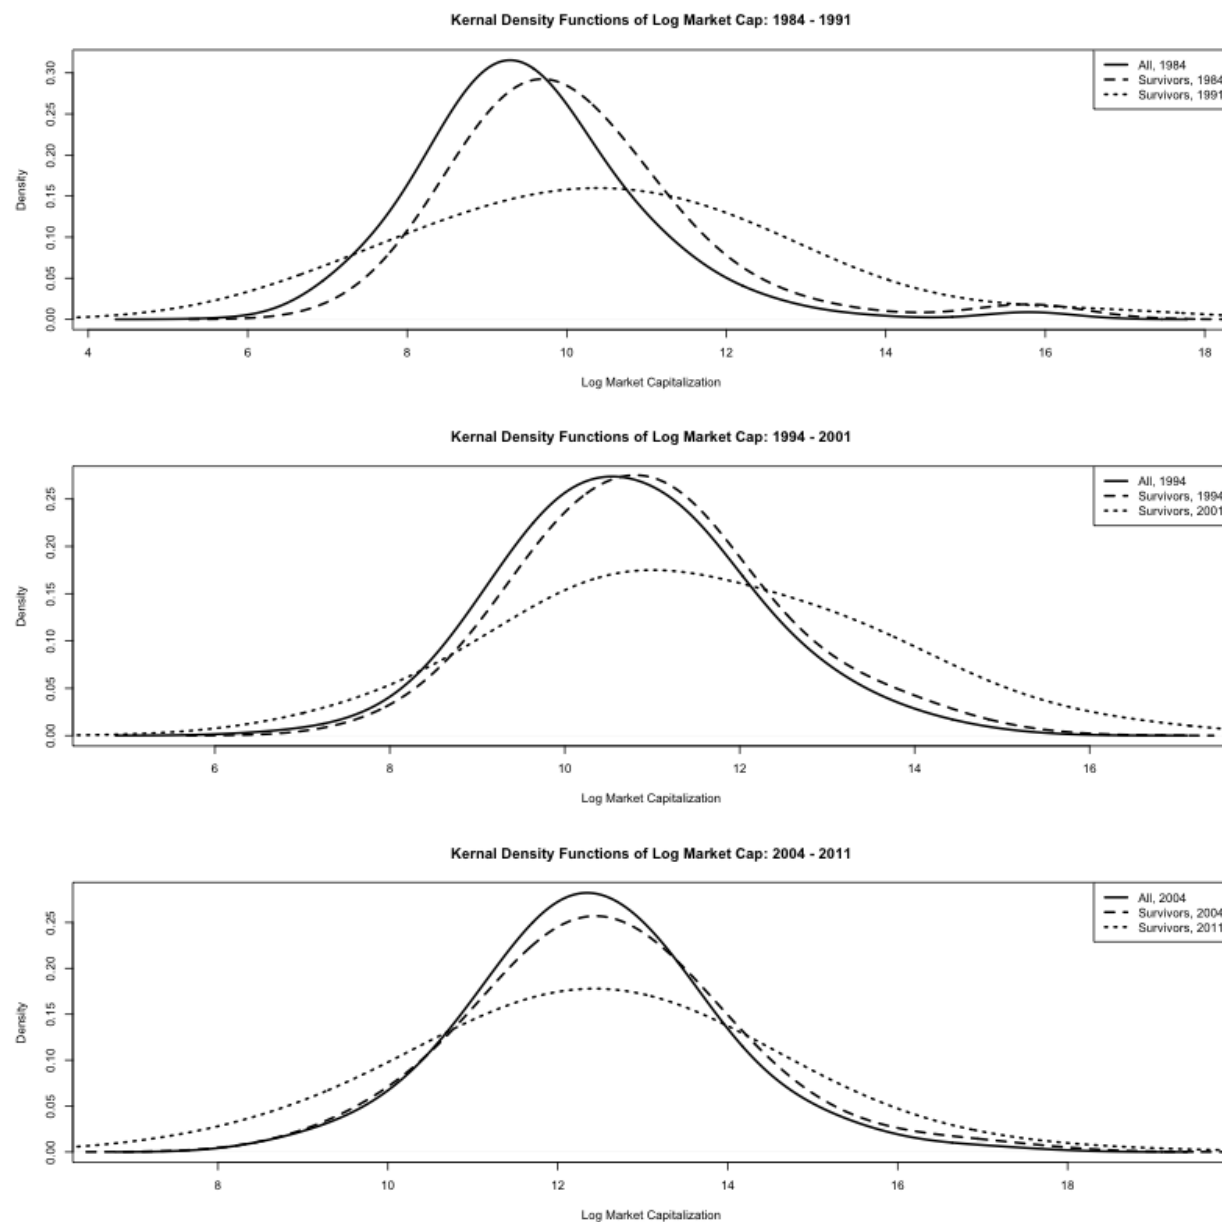 Kernal Density Functions of Log Market Cap: 1984 - 1991
All, 1984
Survivors, 1984
Survivors, 1991
Density
0.30
0.25
0.20
0.15
0.10
0.05
0.00
4 6 8 10 12 14 16 18
Log Market Capitalization
Kernal Density Functions of Log Market Cap: 1994 - 2001
All, 1994
Survivors, 1994
Survivors, 2001
Density
0.25
0.20
0.15
0.10
0.05
0.00
6 8 10 12 14 16
Log Market Capitalization
Kernal Density Functions of Log Market Cap: 2004 - 2011
All, 2004
Survivors, 2004
Survivors, 2011
Density
0.25
0.20
0.15
0.10
0.05
0.00
8 10 12 14 16 18
Log Market Capitalization